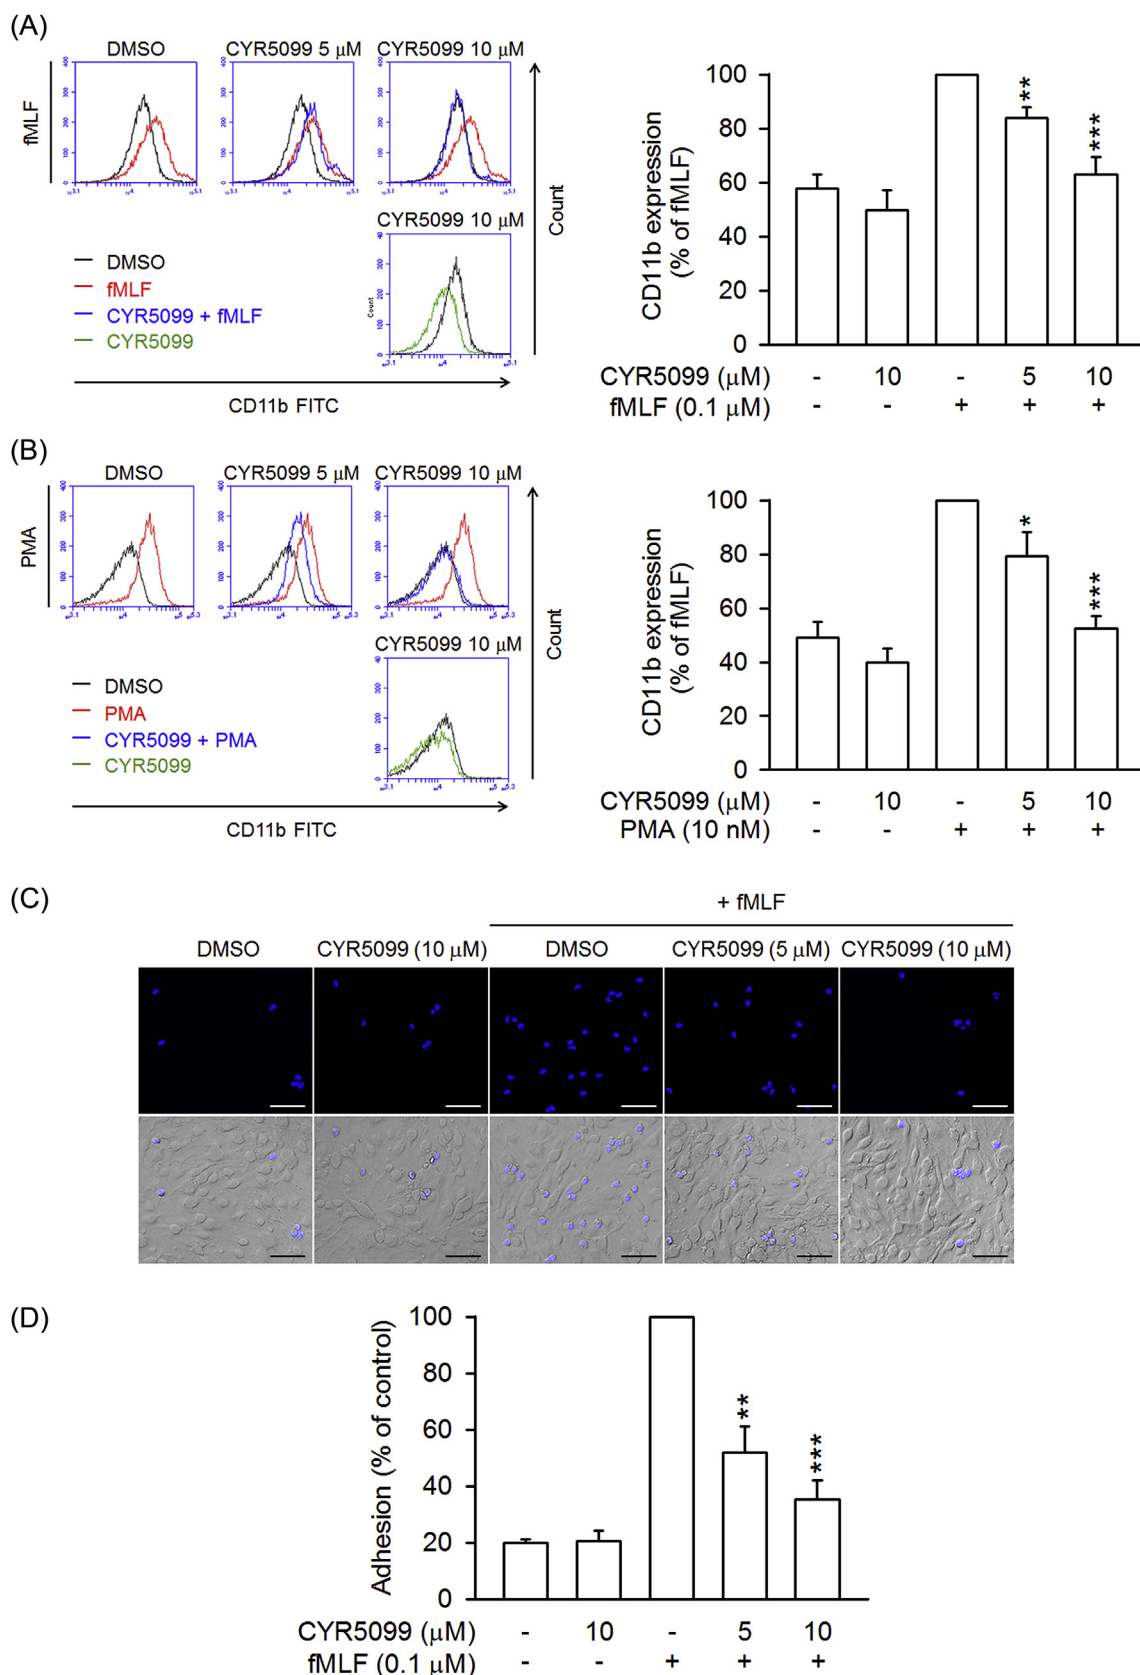 (A)
DMSO CYR5099 5 μM CYR5099 10 μM
fMLF
CYR5099 10 μM
Count
Count
DMSO
fMLF
CYR5099 + fMLF
CYR5099
CD11b FITC
100
80
60
40
20
0
CD11b expression
(% of fMLF)
** ***
CYR5099 (μM) - 10 - 5 10
fMLF (0.1 μM) - - + + +
(B)
DMSO CYR5099 5 μM CYR5099 10 μM
PMA
CYR5099 10 μM
Count
DMSO
PMA
CYR5099 + PMA
CYR5099
CD11b FITC
100
80
60
40
20
0
CD11b expression
(% of fMLF)
* ***
CYR5099 (μM) - 10 - 5 10
PMA (10 nM) - - + + +
(C)
+ fMLF
DMSO CYR5099 (10 μM) DMSO CYR5099 (5 μM) CYR5099 (10 μM)
(D)
100
80
60
40
20
0
Adhesion (% of control)
** ***
CYR5099 (μM) - 10 - 5 10
fMLF (0.1 μM) - - + + +